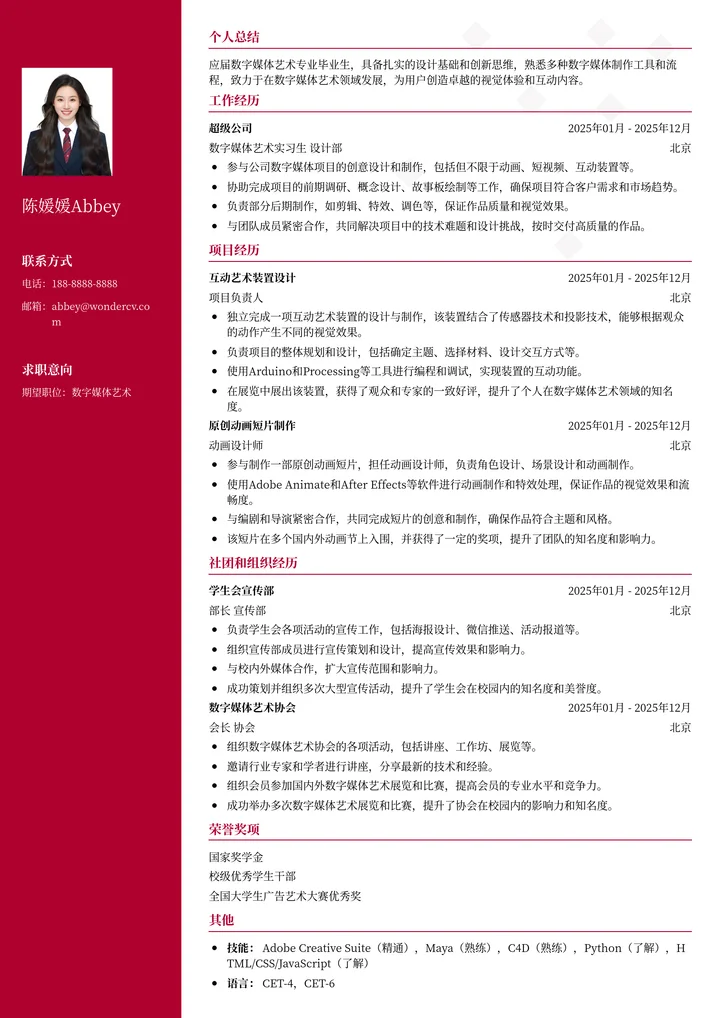 陈媛媛Abbey
联系方式
电话：188-8888-8888
邮箱：abbey@wondercv.co
m
求职意向
期望职位：数字媒体艺术
个人总结
应届数字媒体艺术专业毕业生，具备扎实的设计基础和创新思维，熟悉多种数字媒体制作工具和流
程，致力于在数字媒体艺术领域发展，为用户创造卓越的视觉体验和互动内容。
工作经历
超级公司 2025年01月 - 2025年12月
数字媒体艺术实习生 设计部 北京
• 参与公司数字媒体项目的创意设计和制作，包括但不限于动画、短视频、互动装置等。
• 协助完成项目的前期调研、概念设计、故事板绘制等工作，确保项目符合客户需求和市场趋势。
• 负责部分后期制作，如剪辑、特效、调色等，保证作品质量和视觉效果。
• 与团队成员紧密合作，共同解决项目中的技术难题和设计挑战，按时交付高质量的作品。
项目经历
互动艺术装置设计 2025年01月 - 2025年12月
项目负责人 北京
• 独立完成一项互动艺术装置的设计与制作，该装置结合了传感器技术和投影技术，能够根据观众
的动作产生不同的视觉效果。
• 负责项目的整体规划和设计，包括确定主题、选择材料、设计交互方式等。
• 使用Arduino和Processing等工具进行编程和调试，实现装置的互动功能。
• 在展览中展出该装置，获得了观众和专家的一致好评，提升了个人在数字媒体艺术领域的知名
度。
原创动画短片制作 2025年01月 - 2025年12月
动画设计师 北京
• 参与制作一部原创动画短片，担任动画设计师，负责角色设计、场景设计和动画制作。
• 使用Adobe Animate和After Effects等软件进行动画制作和特效处理，保证作品的视觉效果和流
畅度。
• 与编剧和导演紧密合作，共同完成短片的创意和制作，确保作品符合主题和风格。
• 该短片在多个国内外动画节上入围，并获得了一定的奖项，提升了团队的知名度和影响力。
社团和组织经历
学生会宣传部 2025年01月 - 2025年12月
部长 宣传部 北京
• 负责学生会各项活动的宣传工作，包括海报设计、微信推送、活动报道等。
• 组织宣传部成员进行宣传策划和设计，提高宣传效果和影响力。
• 与校内外媒体合作，扩大宣传范围和影响力。
• 成功策划并组织多次大型宣传活动，提升了学生会在校园内的知名度和美誉度。
数字媒体艺术协会 2025年01月 - 2025年12月
会长 协会 北京
• 组织数字媒体艺术协会的各项活动，包括讲座、工作坊、展览等。
• 邀请行业专家和学者进行讲座，分享最新的技术和经验。
• 组织会员参加国内外数字媒体艺术展览和比赛，提高会员的专业水平和竞争力。
• 成功举办多次数字媒体艺术展览和比赛，提升了协会在校园内的影响力和知名度。
荣誉奖项
国家奖学金
校级优秀学生干部
全国大学生广告艺术大赛优秀奖
其他
• 技能： Adobe Creative Suite（精通），Maya（熟练），C4D（熟练），Python（了解），H
TML/CSS/JavaScript（了解）
• 语言： CET-4，CET-6